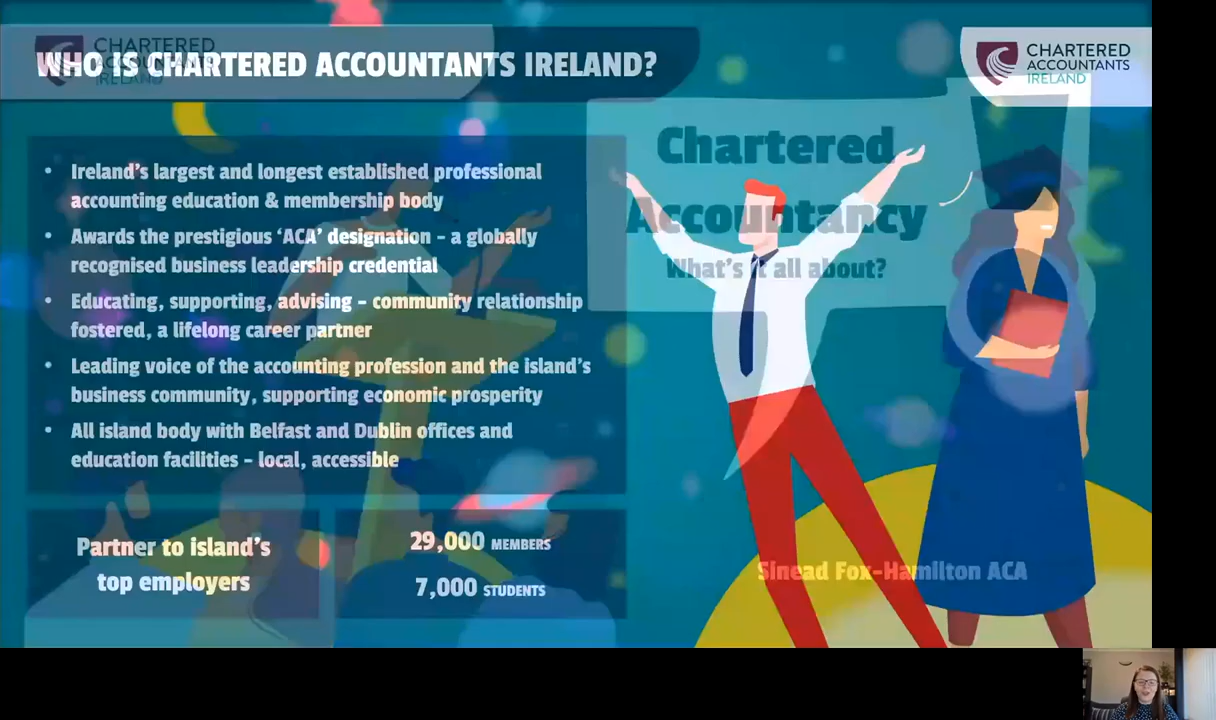 CHARTERED
ACCOUNTANTS
IRELAND
WHO IS CHARTERED ACCOUNTANTS IRELAND?
CHARTERED
ACCOUNTANTS
IRELAND
• Ireland's largest and longest established professional
accounting education & membership body
• Awards the prestigious 'ACA' designation - a globally
recognised business leadership credential
• Educating, supporting, advising - community relationship
fostered, a lifelong career partner
• Leading voice of the accounting profession and the island's
business community, supporting economic prosperity
• All island body with Belfast and Dublin offices and
education facilities - local, accessible
Partner to island's
top employers
29,000 MEMBERS
7,000 STUDENTS
Chartered
Accountancy
What's it all about?
Sinead Fox-Hamilton ACA